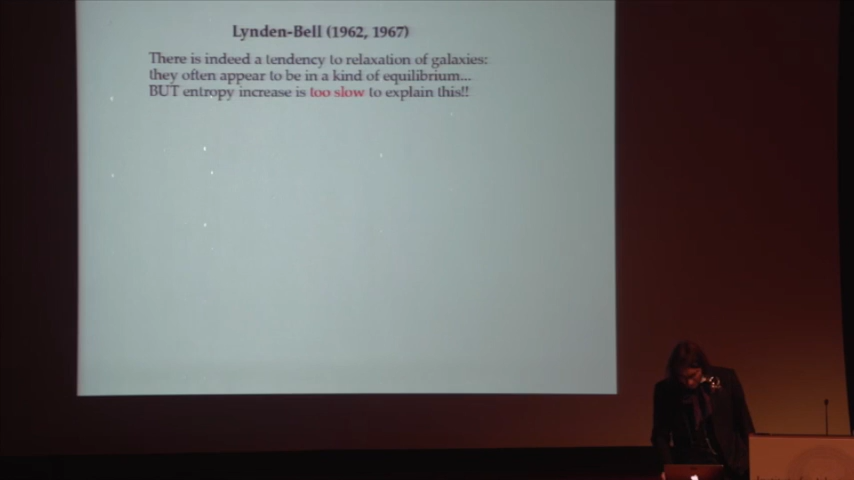 Lynden-Bell (1962, 1967)
There is indeed a tendency to relaxation of galaxies:
they often appear to be in a kind of equilibrium...
BUT entropy increase is too slow to explain this!!